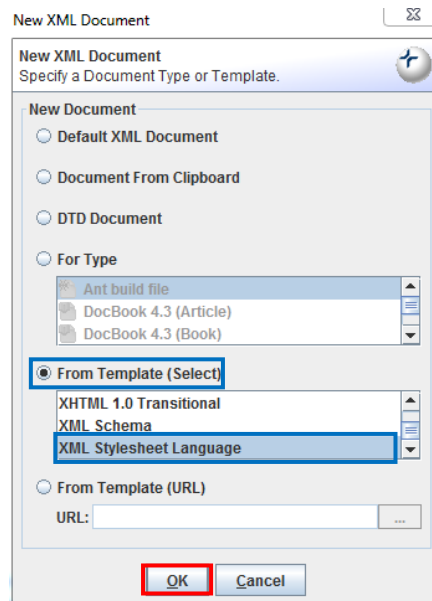 New XML Document
New XML Document
Specify a Document Type or Template.
New Document
Default XML Document
Document From Clipboard
DTD Document
For Type
Ant build file
DocBook 4.3 (Article)
DocBook 4.3 (Book)
From Template (Select)
XHTML 1.0 Transitional
XML Schema
XML Stylesheet Language
From Template (URL)
URL:
...
OK Cancel